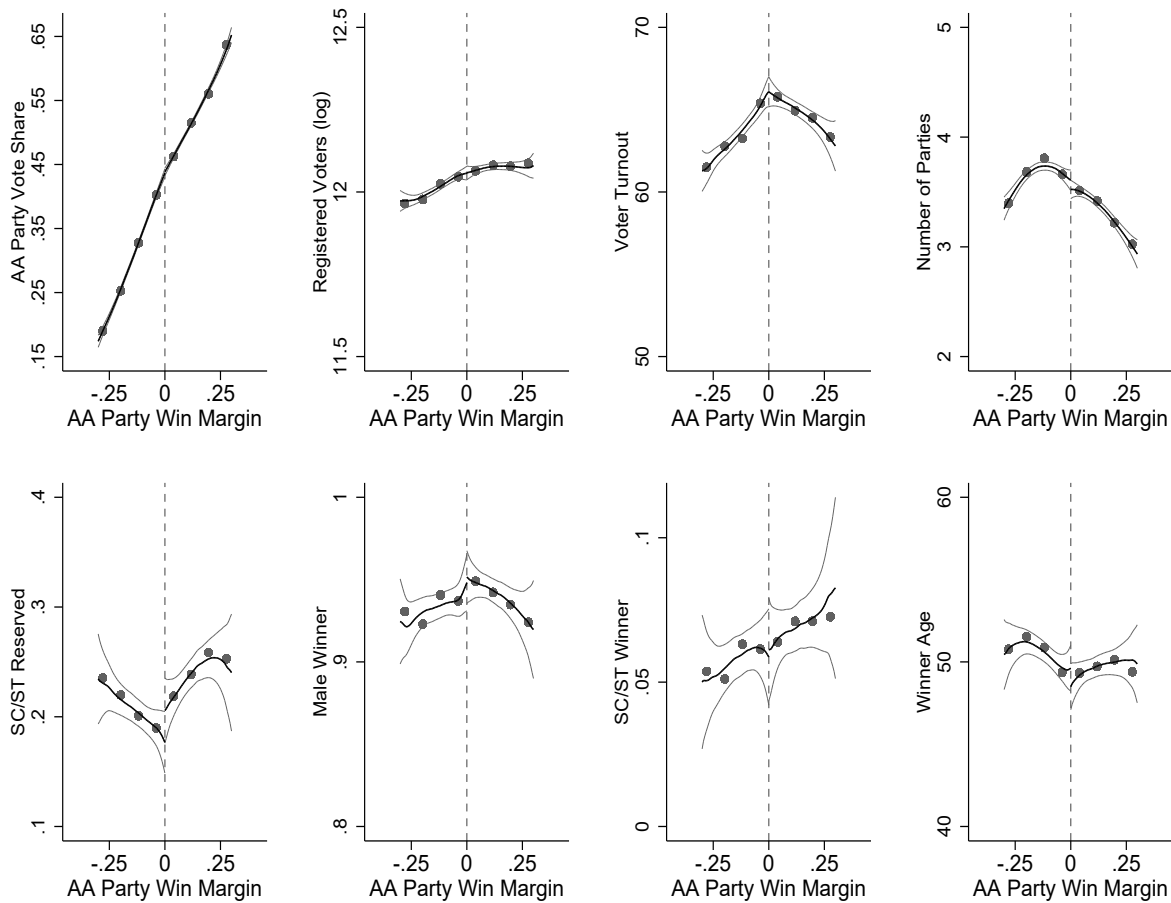 AA Party Vote Share
.15 .25 .35 .45 .55 .65
-.25 0 .25
AA Party Win Margin
Registered Voters (log)
11.5 12 12.5
-.25 0 .25
AA Party Win Margin
Voter Turnout
50 60 70
-.25 0 .25
AA Party Win Margin
Number of Parties
2 3 4 5
-.25 0 .25
AA Party Win Margin
SC/ST Reserved
.1 .2 .3 .4
-.25 0 .25
AA Party Win Margin
Male Winner
.8 .9 1
-.25 0 .25
AA Party Win Margin
SC/ST Winner
0 .05 .1
-.25 0 .25
AA Party Win Margin
Winner Age
40 50 60
-.25 0 .25
AA Party Win Margin